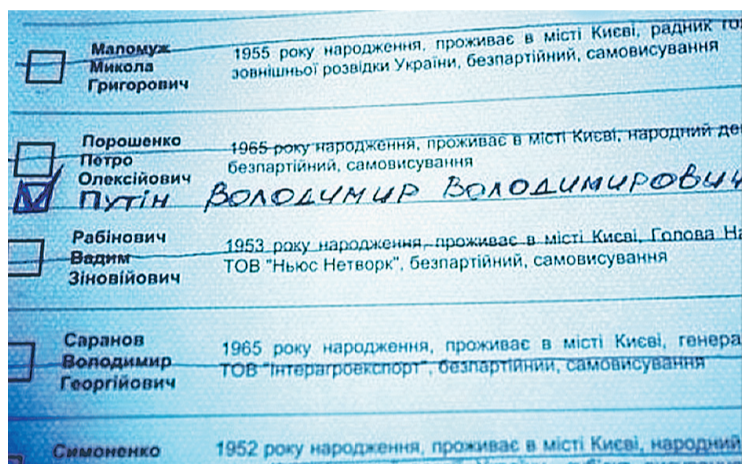 Маломуж 1955 року народження, проживає в місті Києві, радник
Микола зовнішньої розвідки України, безпартійний, самовисування
Григорович
Порошенко 1965 року народження, проживає в місті Києві, народний
Петро безпартійний, самовисування
Олексійович
Путін Володимир Володимирович
Рабінович 1953 року народження, проживає в місті Києві, Голова
Вадим ТОВ "Ньюс Нетворк", безпартійний, самовисування
Зіновійович
Саранов 1965 року народження, проживає в місті Києві, генера
Володимир ТОВ "Інтерагроекспорт", безпартійний, самовисування
Георгійович
Симоненко 1952 року народження, проживає в місті Києві, народний